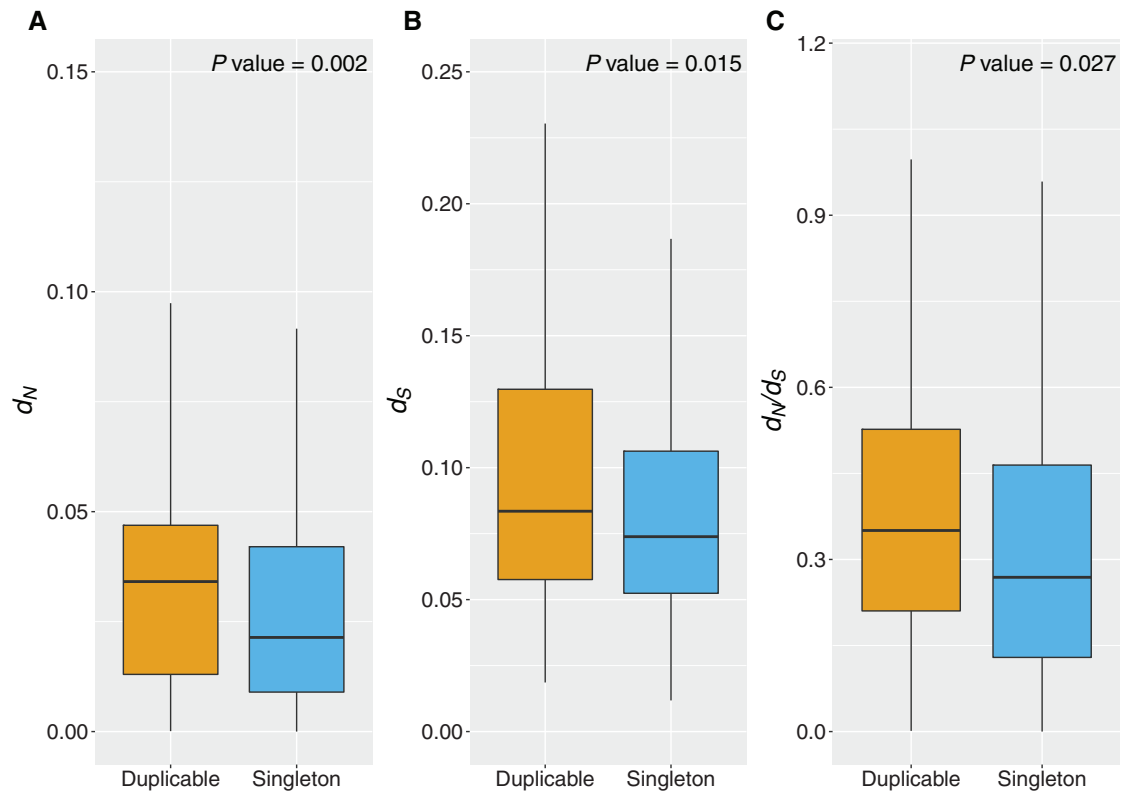 A
P value = 0.002
0.15
0.10
0.05
0.00
dN
Duplicable
Singleton
B
P value = 0.015
0.25
0.20
0.15
0.10
0.05
0.00
dS
Duplicable
Singleton
C
P value = 0.027
1.2
0.9
0.6
0.3
0.0
dN/dS
Duplicable
Singleton